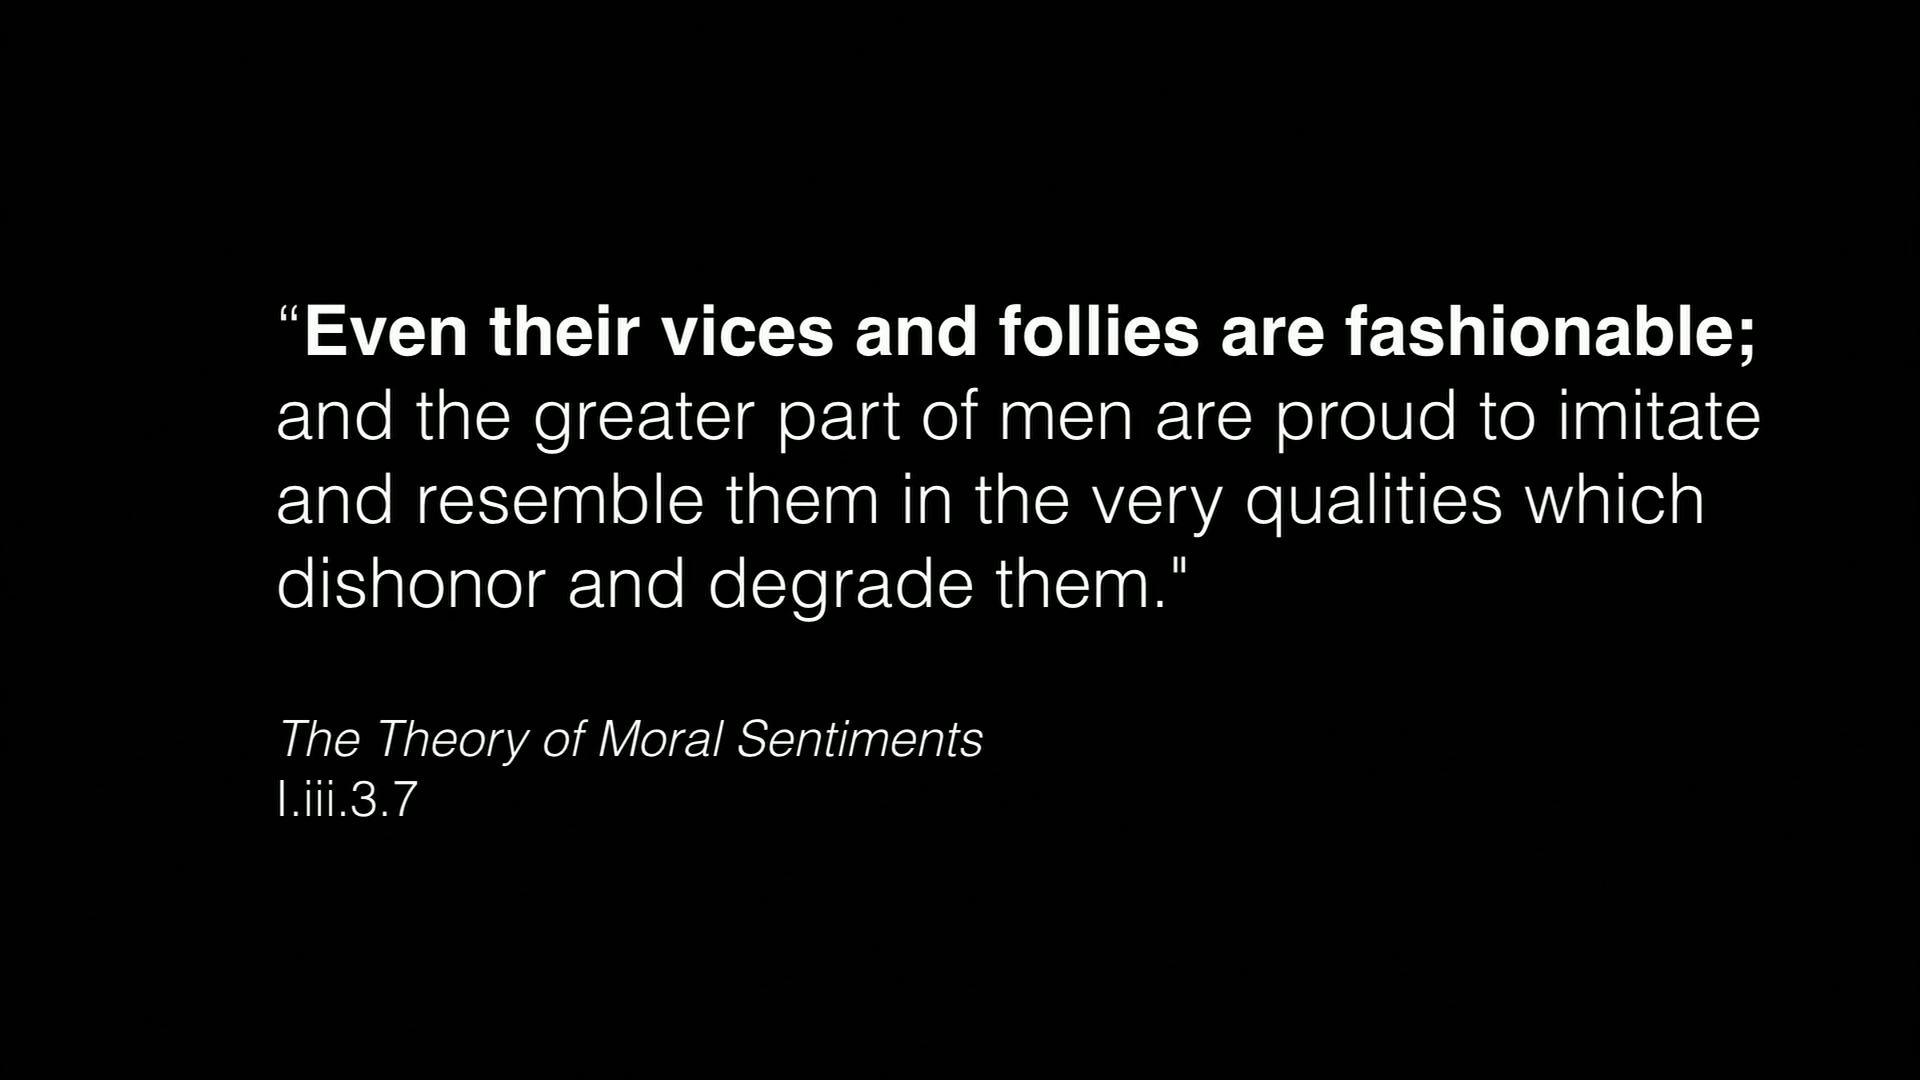 “Even their vices and follies are fashionable;
and the greater part of men are proud to imitate
and resemble them in the very qualities which
dishonor and degrade them."
The Theory of Moral Sentiments
I.iii.3.7